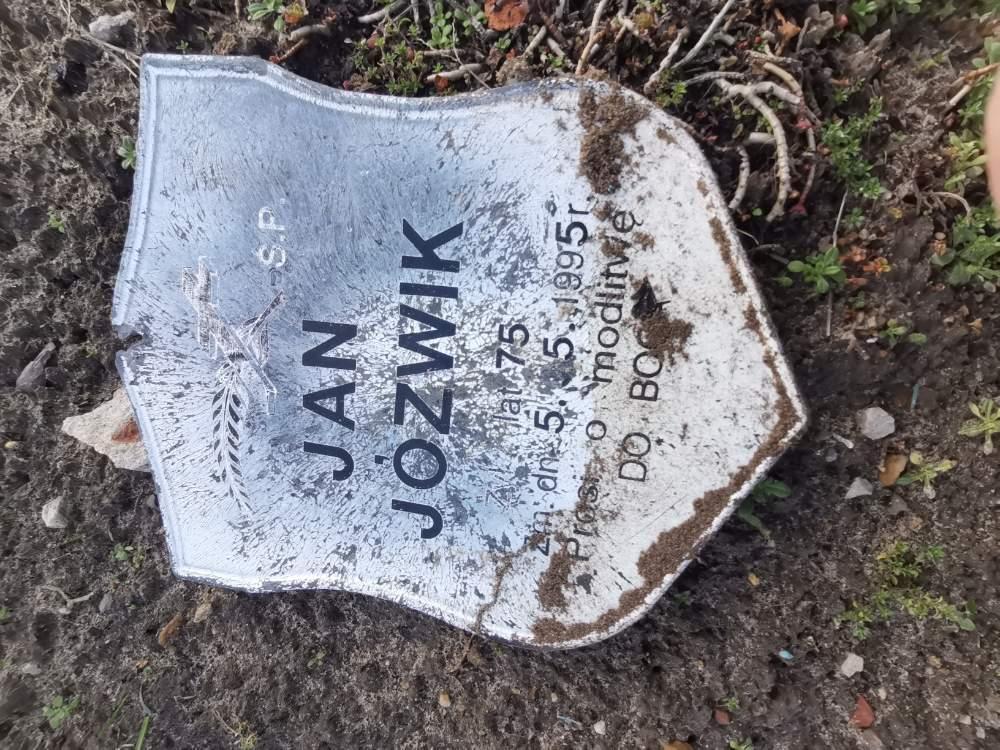 Ś.P.
JAN
JÓZWIK
lat 75
zm. dn. 5. 5. 1995r.
Prosi o modlitwę
DO